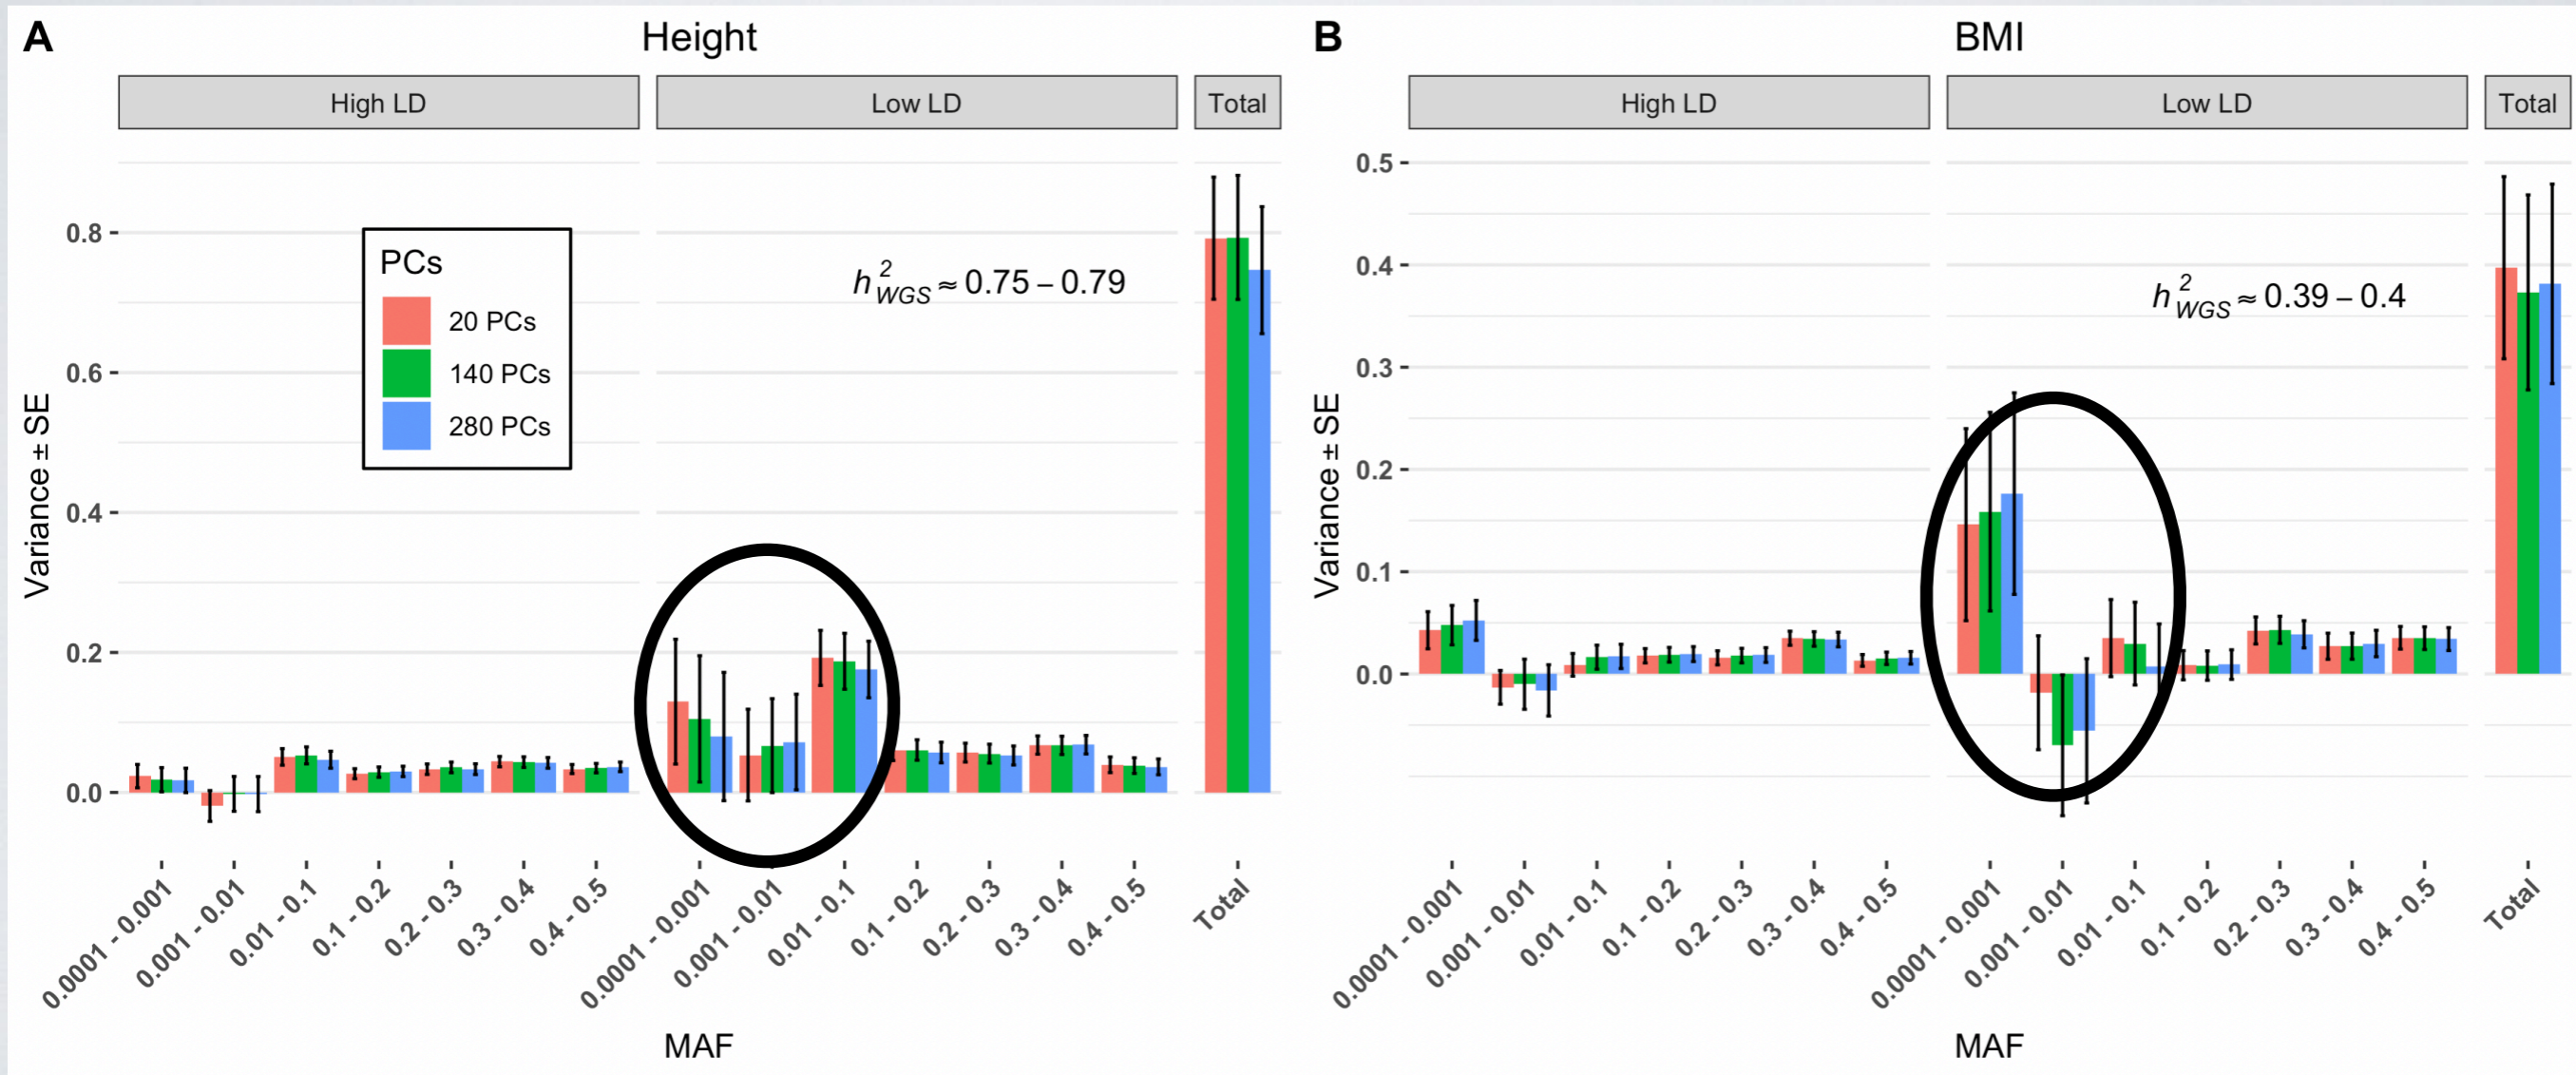 A
Height
High LD
Low LD
Total
Variance ± SE
0.8
0.6
0.4
0.2
0.0
PCs
20 PCs
140 PCs
280 PCs
h²WGS ≈ 0.75 – 0.79
0.0001 - 0.001
0.001 - 0.01
0.01 - 0.1
0.1 - 0.2
0.2 - 0.3
0.3 - 0.4
0.4 - 0.5
0.0001 - 0.001
0.001 - 0.01
0.01 - 0.1
0.1 - 0.2
0.2 - 0.3
0.3 - 0.4
0.4 - 0.5
Total
MAF
B
BMI
High LD
Low LD
Total
Variance ± SE
0.5
0.4
0.3
0.2
0.1
0.0
h²WGS ≈ 0.39 – 0.4
0.0001 - 0.001
0.001 - 0.01
0.01 - 0.1
0.1 - 0.2
0.2 - 0.3
0.3 - 0.4
0.4 - 0.5
0.0001 - 0.001
0.001 - 0.01
0.01 - 0.1
0.1 - 0.2
0.2 - 0.3
0.3 - 0.4
0.4 - 0.5
Total
MAF